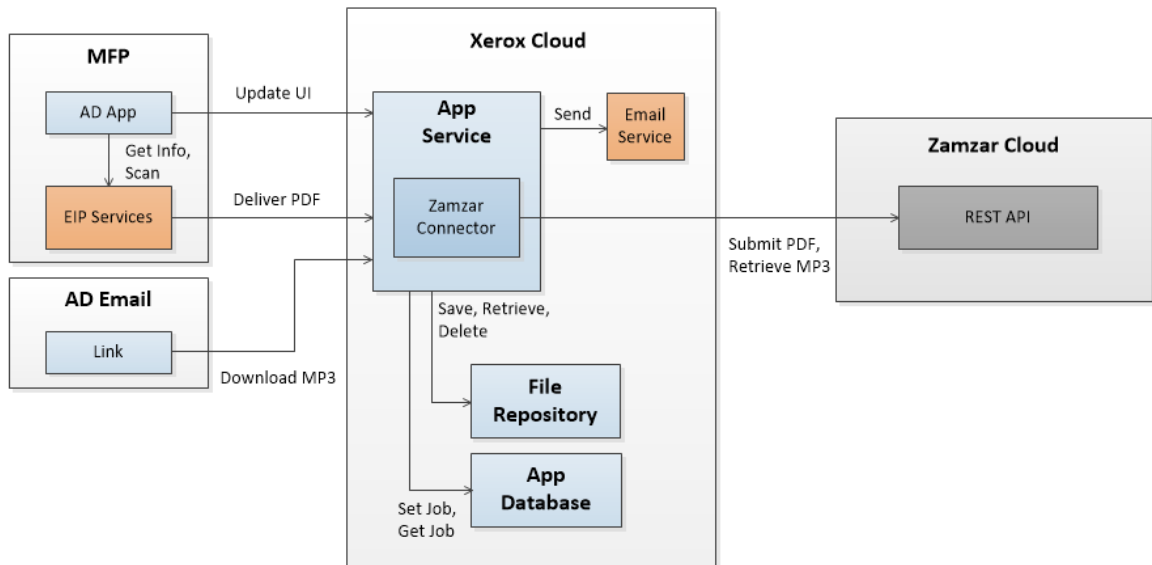 MFP
AD App
Get Info,
Scan
EIP Services
AD Email
Link
Update UI
Deliver PDF
Download MP3
Xerox Cloud
App
Service
Zamzar
Connector
Send
Email
Service
Save, Retrieve,
Delete
File
Repository
App
Database
Set Job,
Get Job
Submit PDF,
Retrieve MP3
Zamzar Cloud
REST API